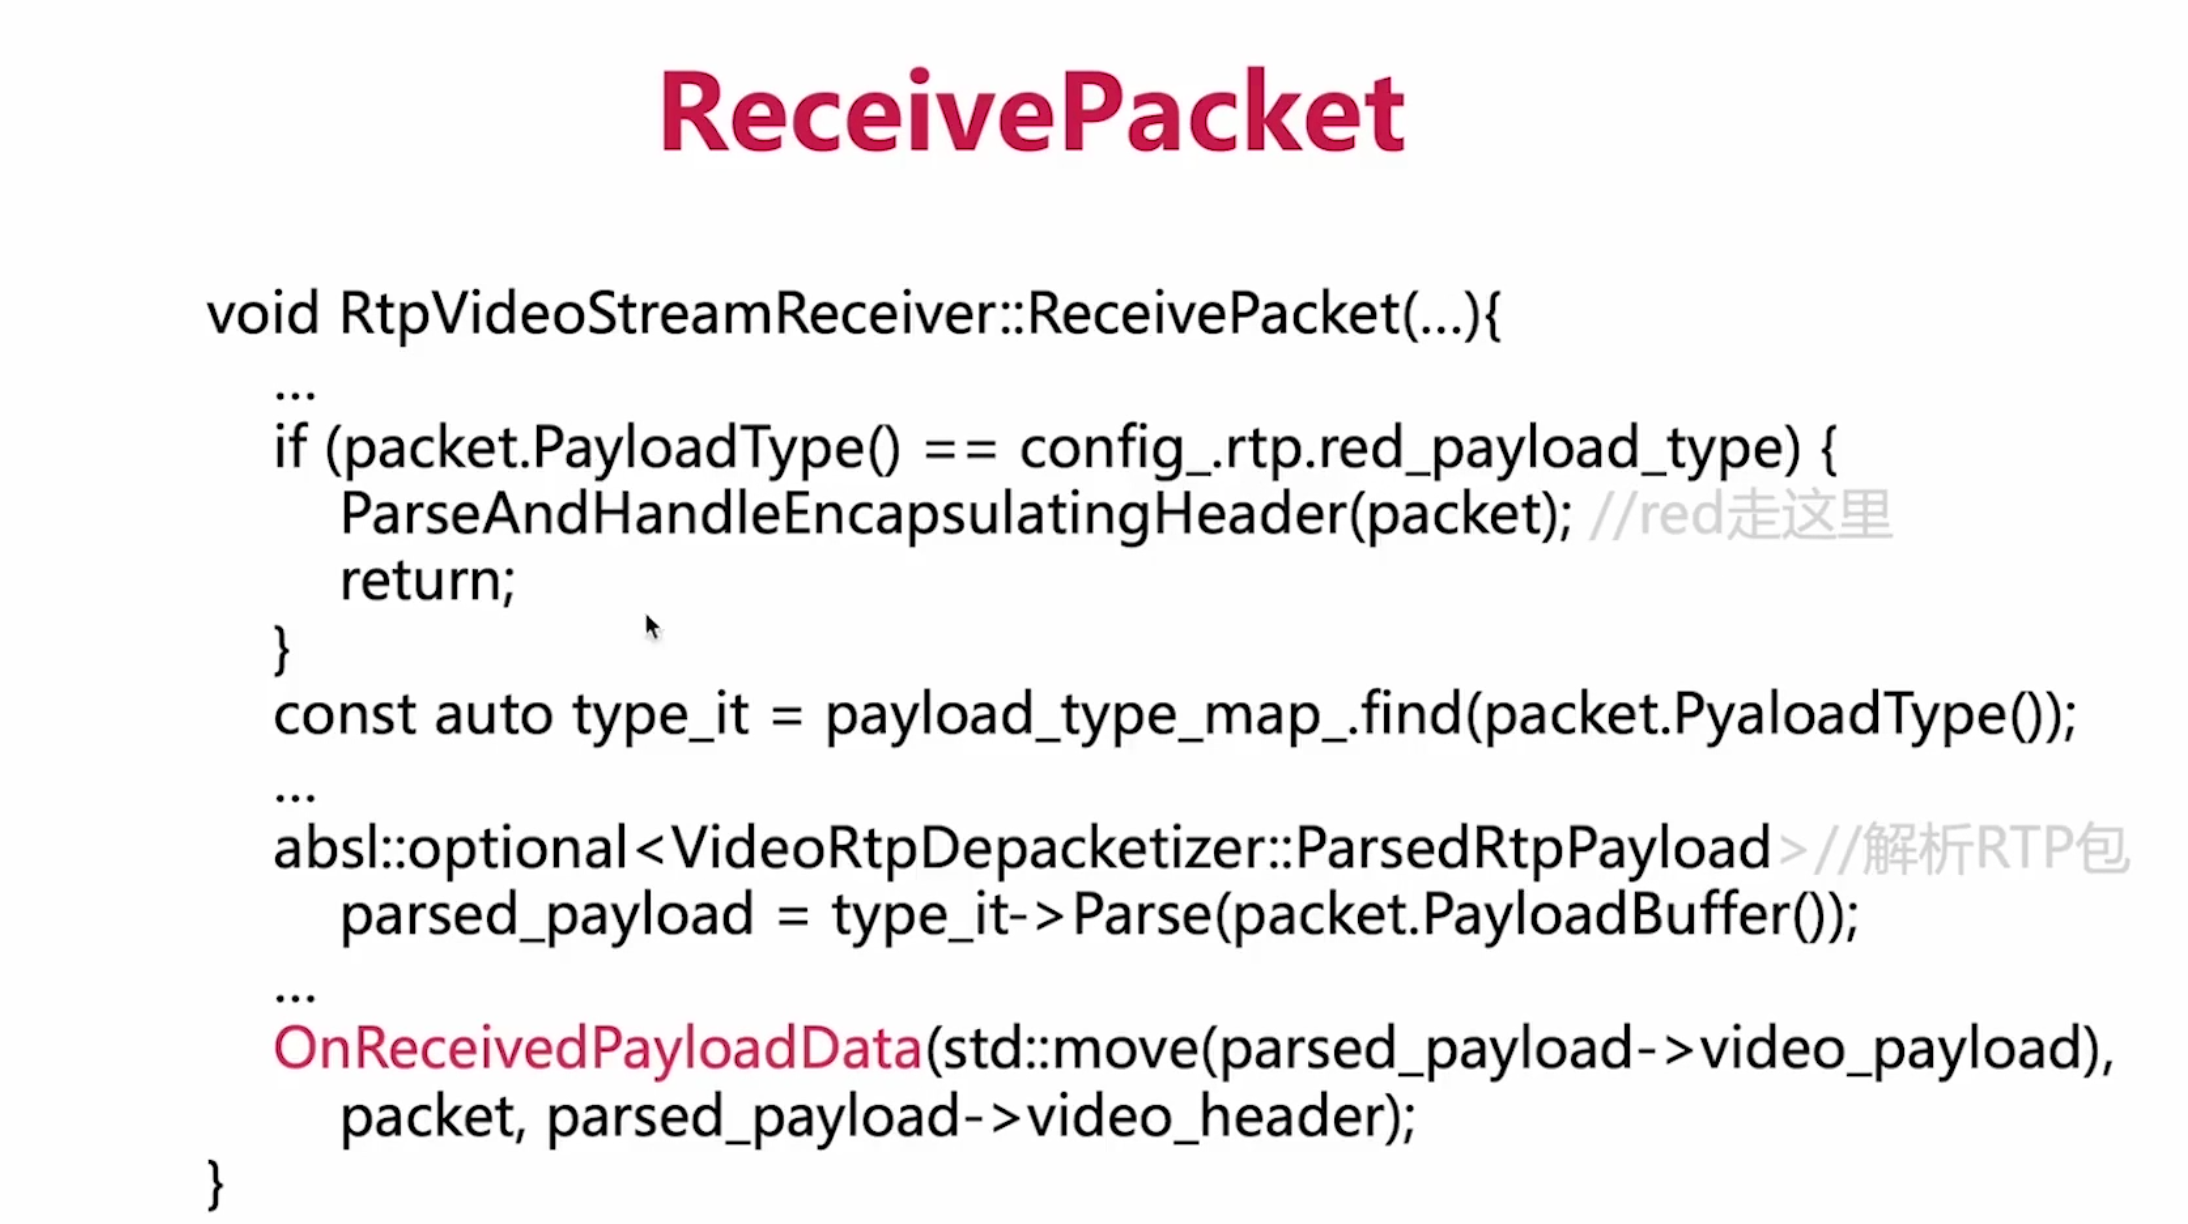 ReceivePacket
void RtpVideoStreamReceiver::ReceivePacket(...){
...
if (packet.PayloadType() == config_.rtp.red_payload_type) {
ParseAndHandleEncapsulatingHeader(packet); //red走这里
return;
}
const auto type_it = payload_type_map_.find(packet.PyaloadType());
...
absl::optional<VideoRtpDepacketizer::ParsedRtpPayload>//解析RTP包
parsed_payload = type_it->Parse(packet.PayloadBuffer());
...
OnReceivedPayloadData(std::move(parsed_payload->video_payload),
packet, parsed_payload->video_header);
}